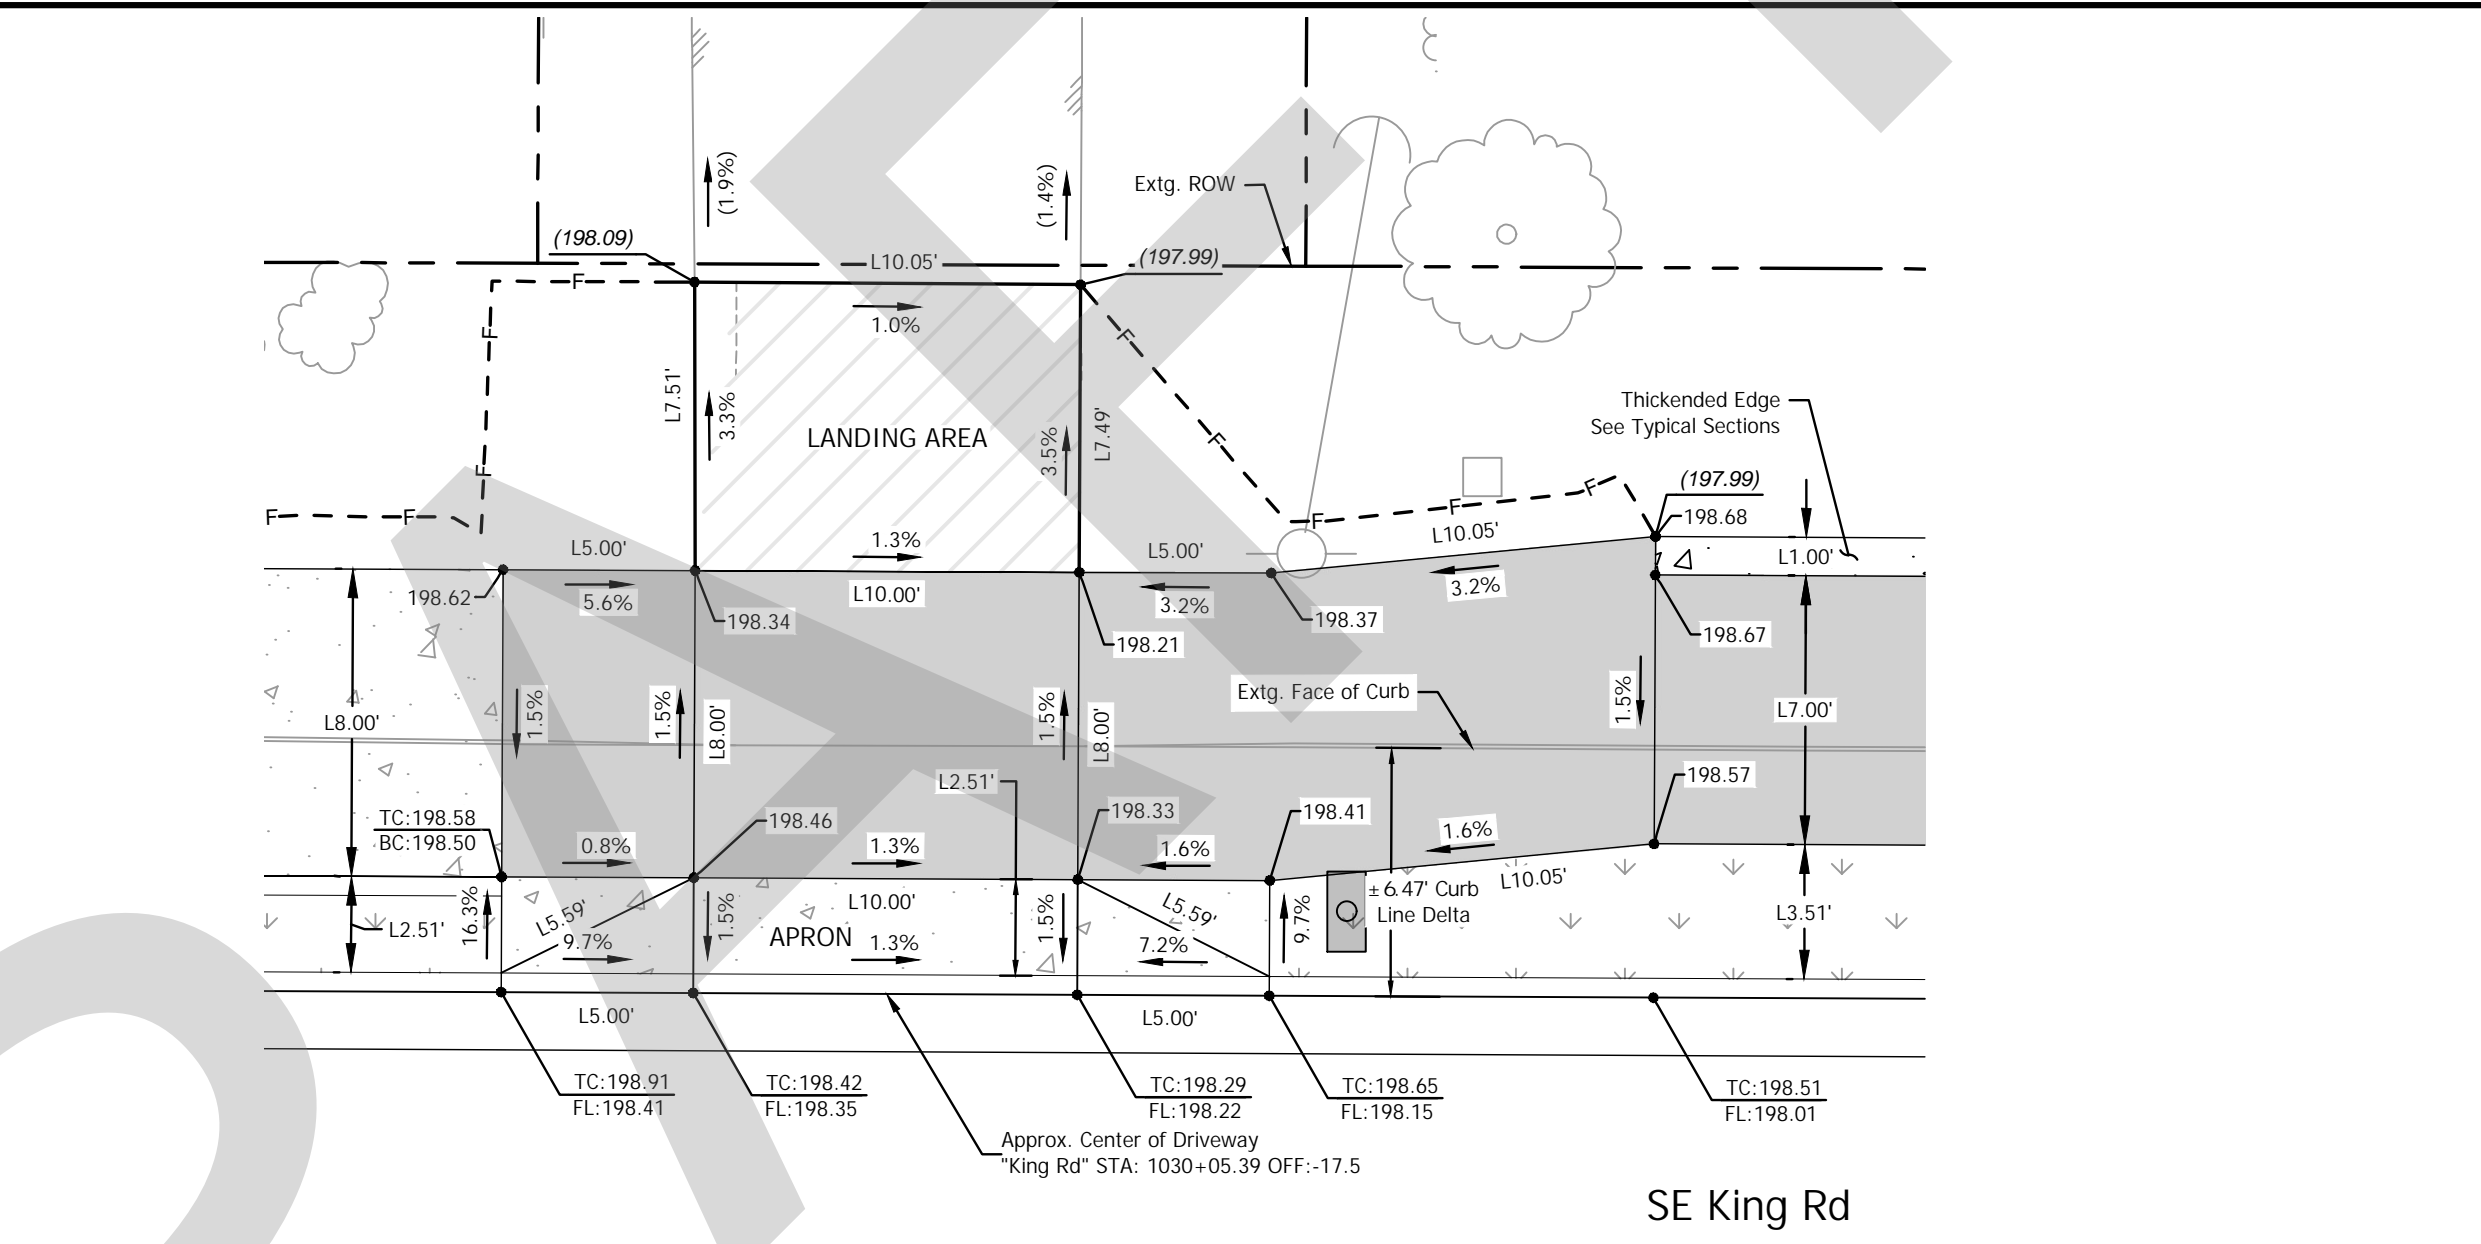 (1.9%)
(1.4%)
Extg. ROW
(198.09)
L10.05'
(197.99)
F
F
F
1.0%
F
L7.51'
3.3%
LANDING AREA
3.5%
L7.49'
F
Thickended Edge
See Typical Sections
F
F
F
F
F
F
(197.99)
198.68
L10.05'
L5.00'
1.3%
L5.00'
L1.00'
198.62
5.6%
L10.00'
3.2%
3.2%
198.34
198.37
198.21
198.67
1.5%
1.5%
L8.00'
1.5%
L8.00'
Extg. Face of Curb
1.5%
L7.00'
L8.00'
L2.51'
198.57
TC:198.58
BC:198.50
198.46
198.33
198.41
0.8%
1.3%
1.6%
1.6%
L10.05'
16.3%
L5.59'
1.5%
L10.00'
1.5%
L5.59'
9.7%
±6.47' Curb
Line Delta
L3.51'
L2.51'
9.7%
APRON
1.3%
7.2%
L5.00'
L5.00'
TC:198.91
FL:198.41
TC:198.42
FL:198.35
TC:198.29
FL:198.22
TC:198.65
FL:198.15
TC:198.51
FL:198.01
Approx. Center of Driveway
"King Rd" STA: 1030+05.39 OFF:-17.5
SE King Rd